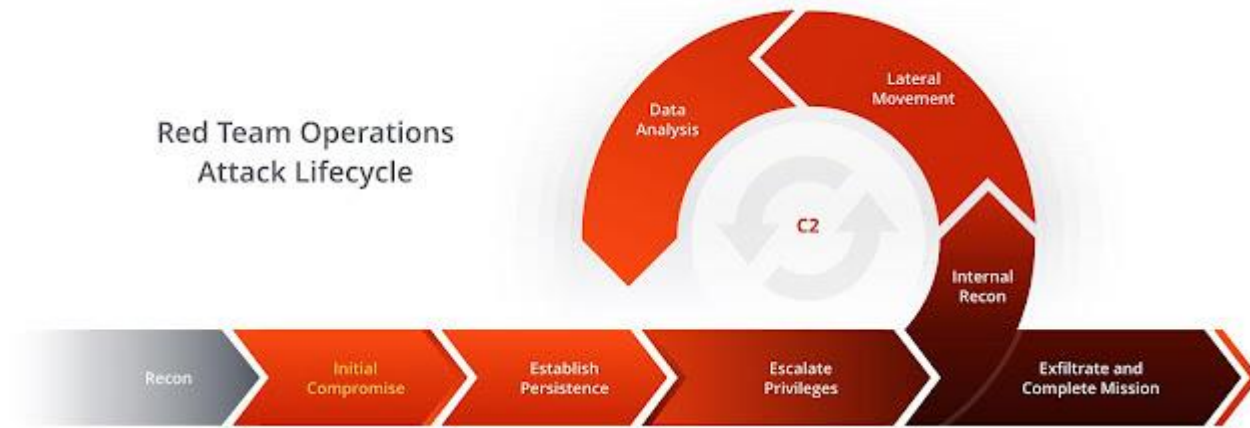 Red Team Operations
Attack Lifecycle
Data
Analysis
Lateral
Movement
C2
Internal
Recon
Recon
Initial
Compromise
Establish
Persistence
Escalate
Privileges
Exfiltrate and
Complete Mission